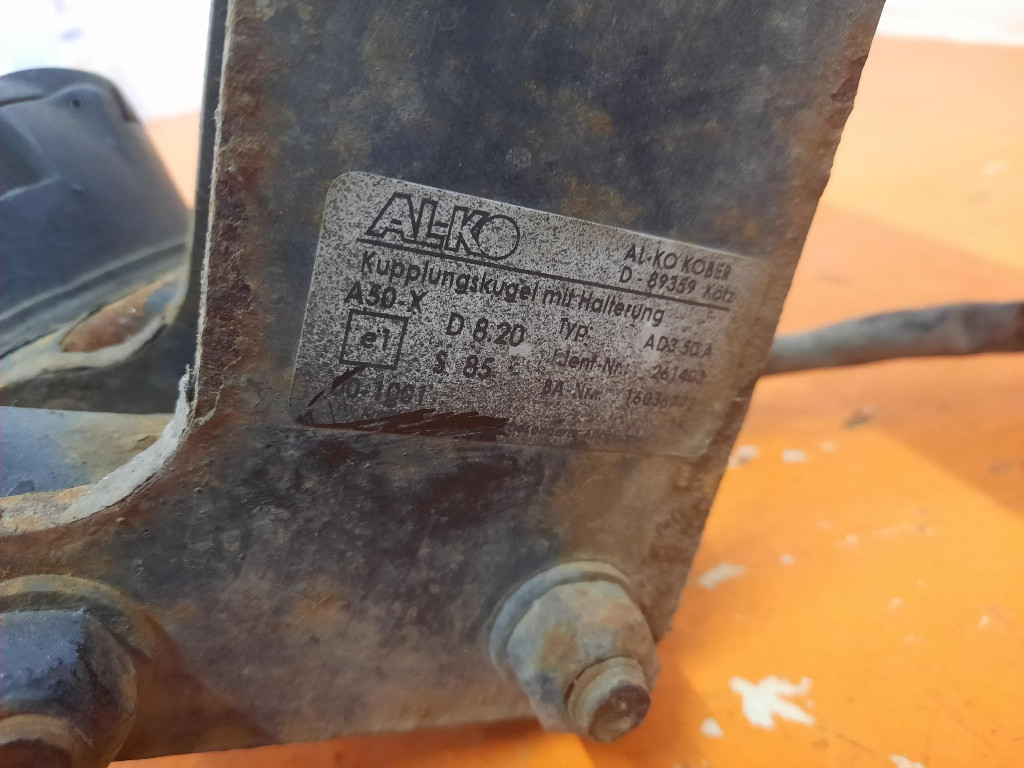 AL-KO
AL-KO KOBER
D - 89359 Kötz
Kupplungskugel mit Halterung
A50-X
e1
D 8.20
S 85
Typ: AD3 50 A
Ident-Nr.:
BA-Nr.: